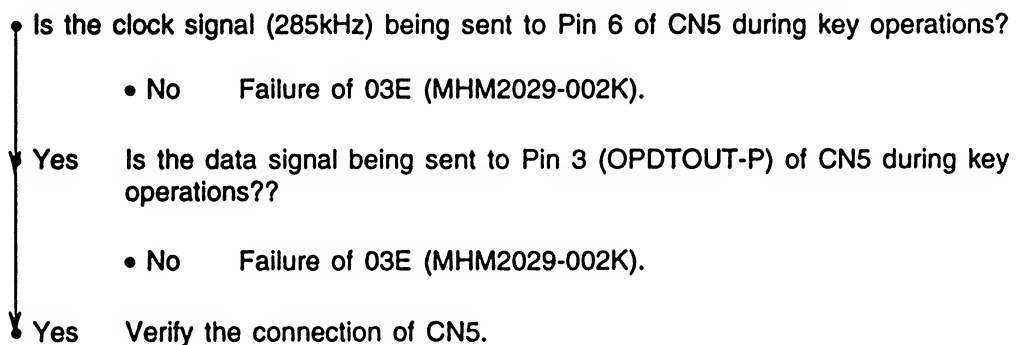 • Is the clock signal (285kHz) being sent to Pin 6 of CN5 during key operations?
• No Failure of 03E (MHM2029-002K).
Yes Is the data signal being sent to Pin 3 (OPDTOUT-P) of CN5 during key
operations??
• No Failure of 03E (MHM2029-002K).
Yes Verify the connection of CN5.